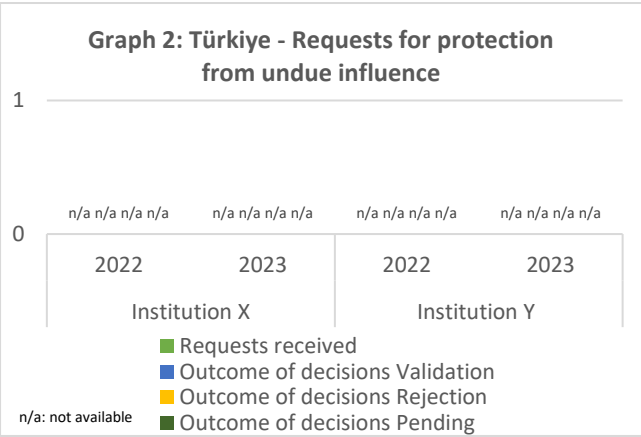 Graph 2: Türkiye - Requests for protection
from undue influence
1
n/a n/a n/a n/a n/a n/a n/a n/a n/a n/a n/a n/a n/a n/a n/a n/a
0
2022 2023 2022 2023
Institution X Institution Y
Requests received
Outcome of decisions Validation
Outcome of decisions Rejection
n/a: not available
Outcome of decisions Pending